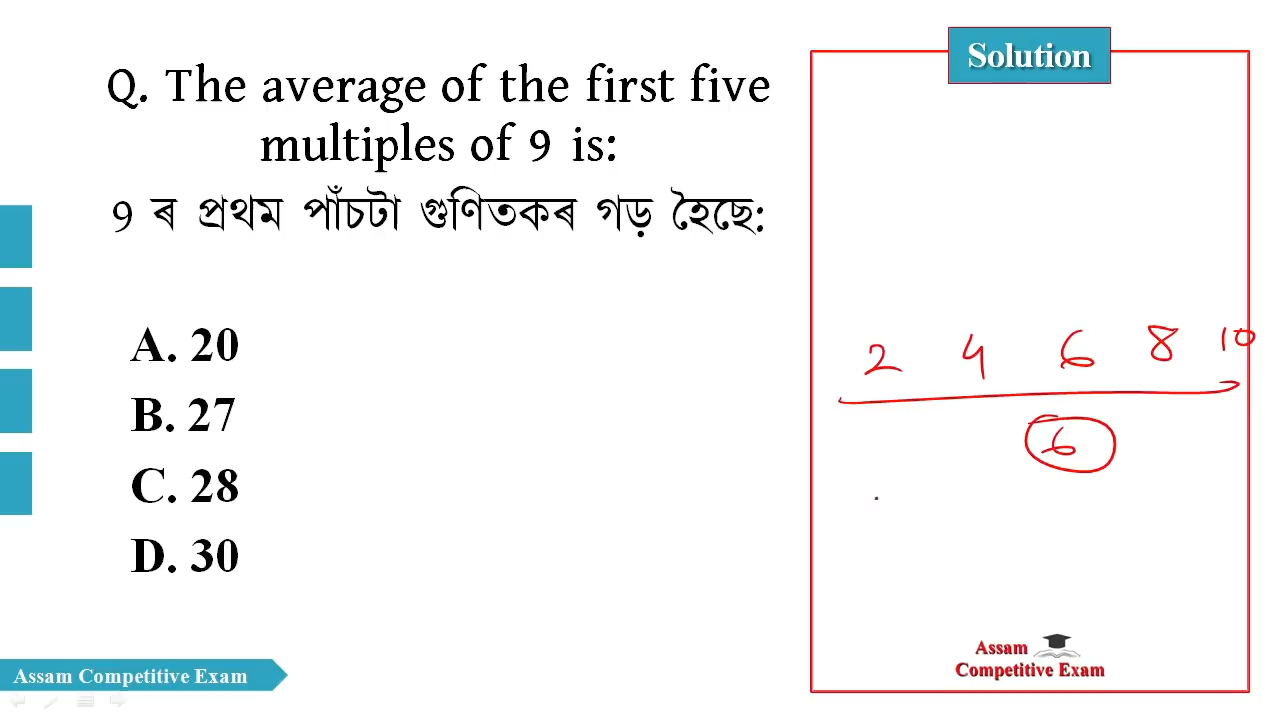 Q. The average of the first five
multiples of 9 is:
9 ৰ প্ৰথম পাঁচটা গুণিতকৰ গড় হৈছে:
A. 20
B. 27
C. 28
D. 30
Assam Competitive Exam
Solution
2 4 6 8 10
6
Assam
Competitive Exam